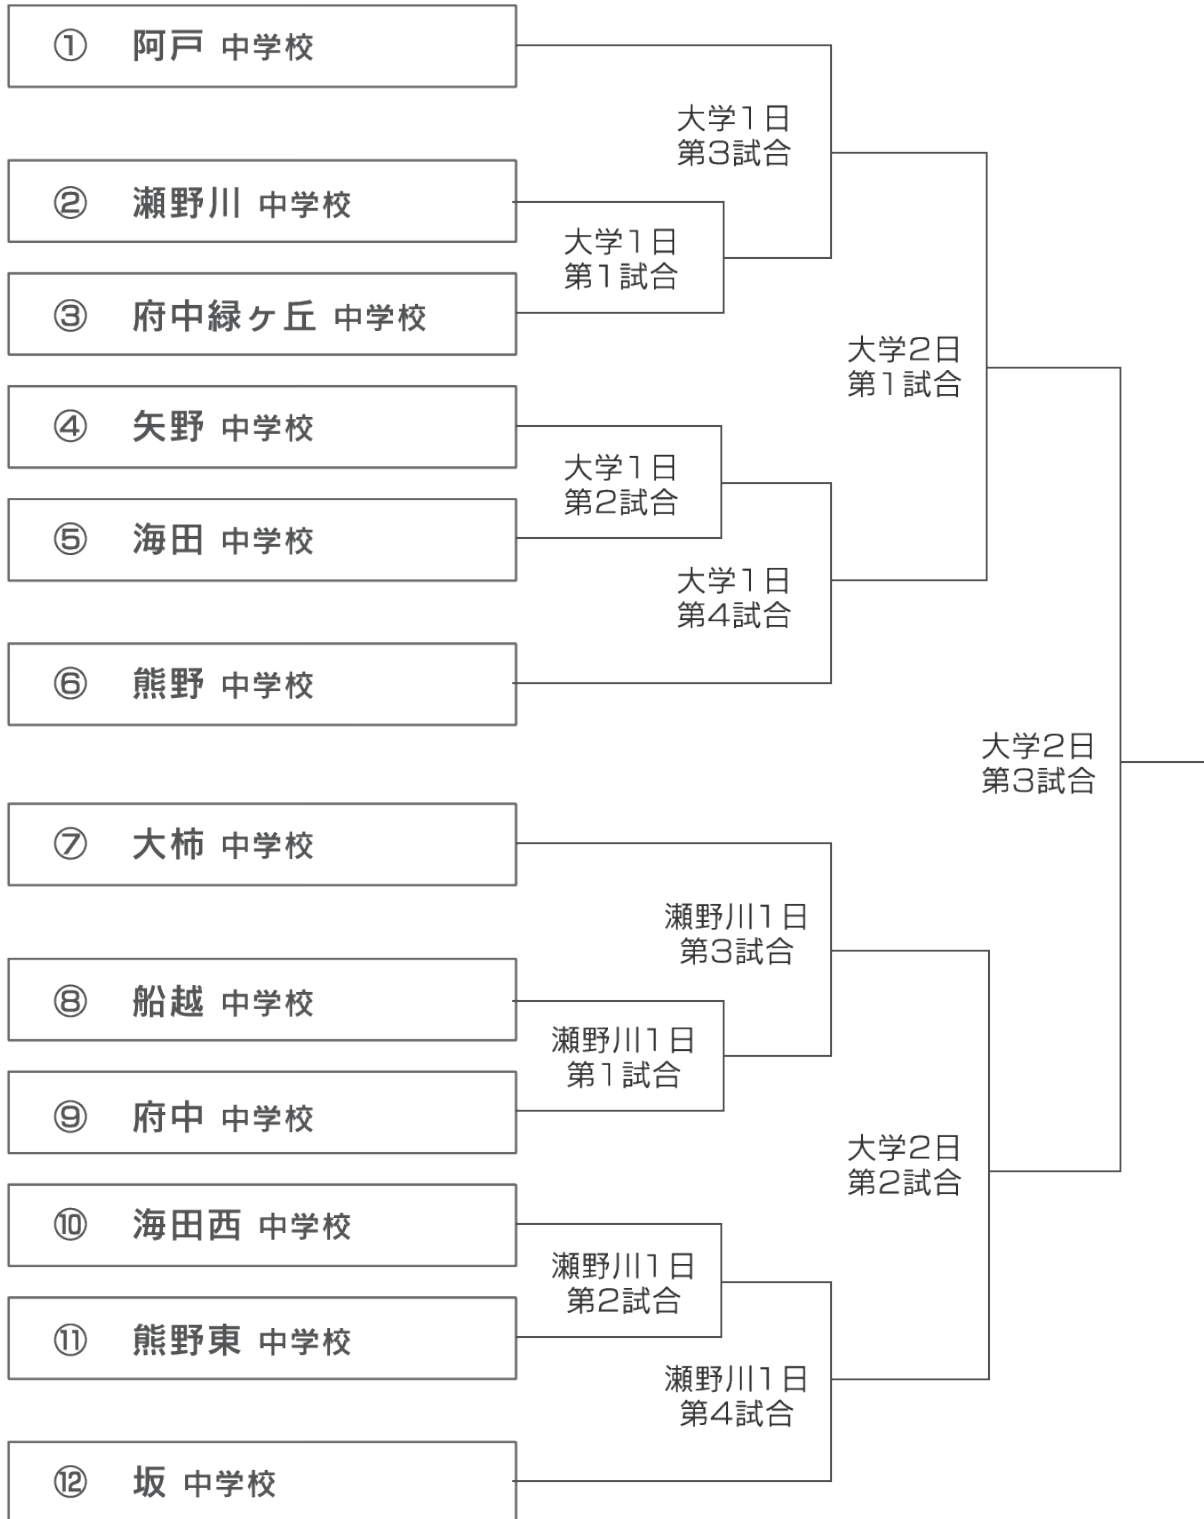 ① 阿戸 中学校
大学1日
第3試合
② 瀬野川 中学校
大学1日
第1試合
③ 府中緑ヶ丘 中学校
大学2日
第1試合
④ 矢野 中学校
大学1日
第2試合
⑤ 海田 中学校
大学1日
第4試合
⑥ 熊野 中学校
大学2日
第3試合
⑦ 大柿 中学校
瀬野川1日
第3試合
⑧ 船越 中学校
瀬野川1日
第1試合
⑨ 府中 中学校
大学2日
第2試合
⑩ 海田西 中学校
瀬野川1日
第2試合
⑪ 熊野東 中学校
瀬野川1日
第4試合
⑫ 坂 中学校